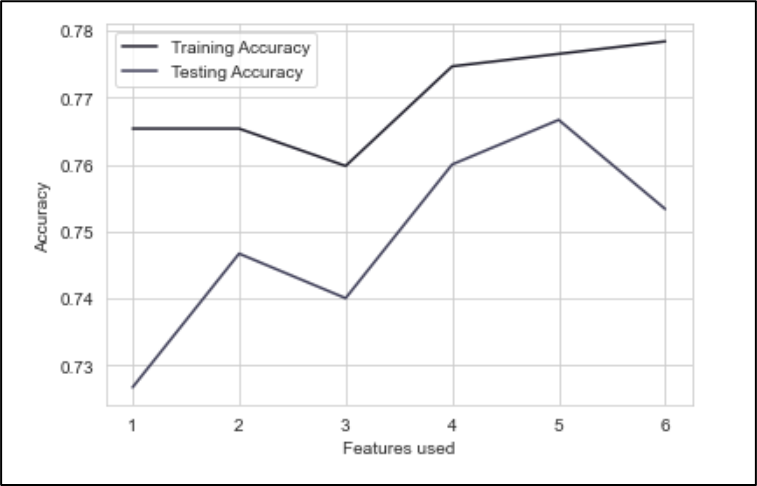 0.78
Training Accuracy
Testing Accuracy
0.77
0.76
0.75
0.74
0.73
Accuracy
1 2 3 4 5 6
Features used